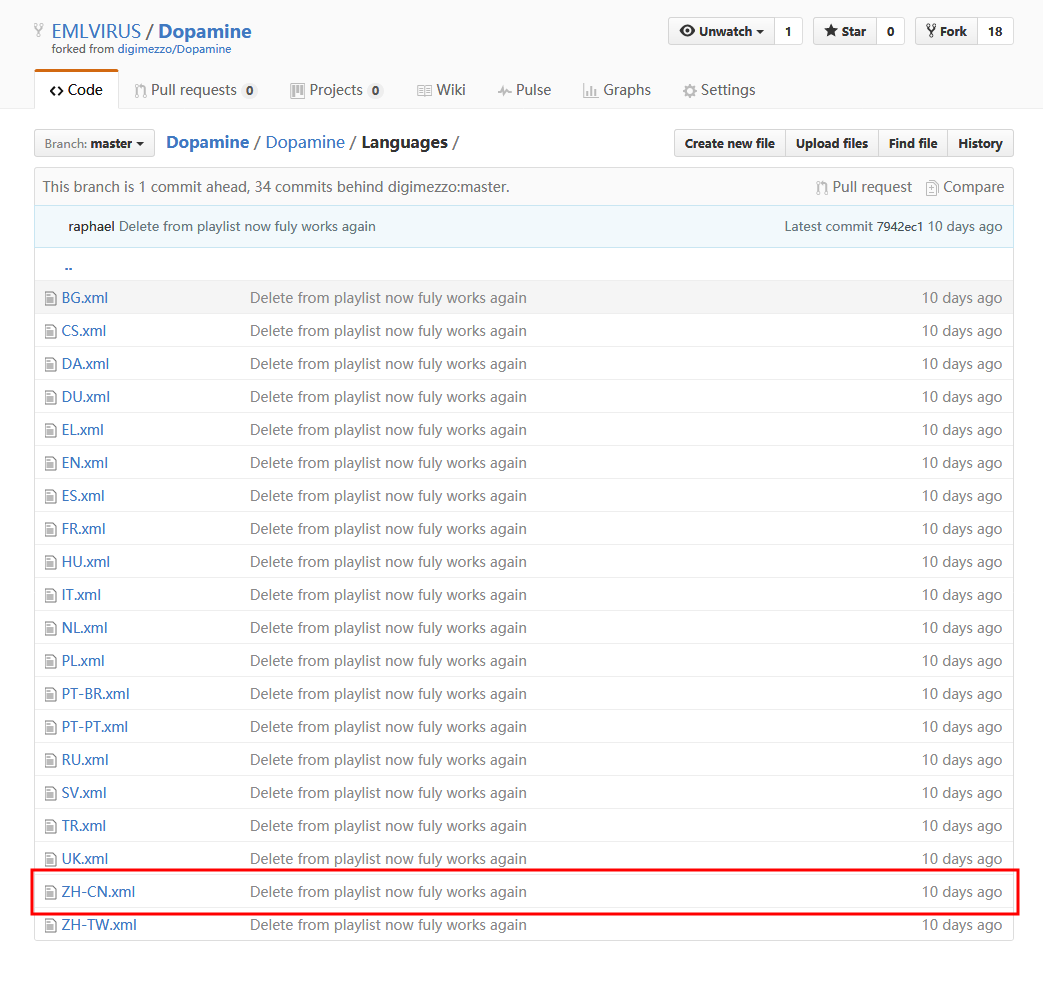 EMLVIRUS / Dopamine
forked from digimezzo/Dopamine
Unwatch 1 Star 0 Fork 18
Code Pull requests 0 Projects 0 Wiki Pulse Graphs Settings
Branch: master Dopamine / Dopamine / Languages / Create new file Upload files Find file History
This branch is 1 commit ahead, 34 commits behind digimezzo:master. Pull request Compare
raphael Delete from playlist now fuly works again Latest commit 7942ec1 10 days ago
..
BG.xml Delete from playlist now fuly works again 10 days ago
CS.xml Delete from playlist now fuly works again 10 days ago
DA.xml Delete from playlist now fuly works again 10 days ago
DU.xml Delete from playlist now fuly works again 10 days ago
EL.xml Delete from playlist now fuly works again 10 days ago
EN.xml Delete from playlist now fuly works again 10 days ago
ES.xml Delete from playlist now fuly works again 10 days ago
FR.xml Delete from playlist now fuly works again 10 days ago
HU.xml Delete from playlist now fuly works again 10 days ago
IT.xml Delete from playlist now fuly works again 10 days ago
NL.xml Delete from playlist now fuly works again 10 days ago
PL.xml Delete from playlist now fuly works again 10 days ago
PT-BR.xml Delete from playlist now fuly works again 10 days ago
PT-PT.xml Delete from playlist now fuly works again 10 days ago
RU.xml Delete from playlist now fuly works again 10 days ago
SV.xml Delete from playlist now fuly works again 10 days ago
TR.xml Delete from playlist now fuly works again 10 days ago
UK.xml Delete from playlist now fuly works again 10 days ago
ZH-CN.xml Delete from playlist now fuly works again 10 days ago
ZH-TW.xml Delete from playlist now fuly works again 10 days ago